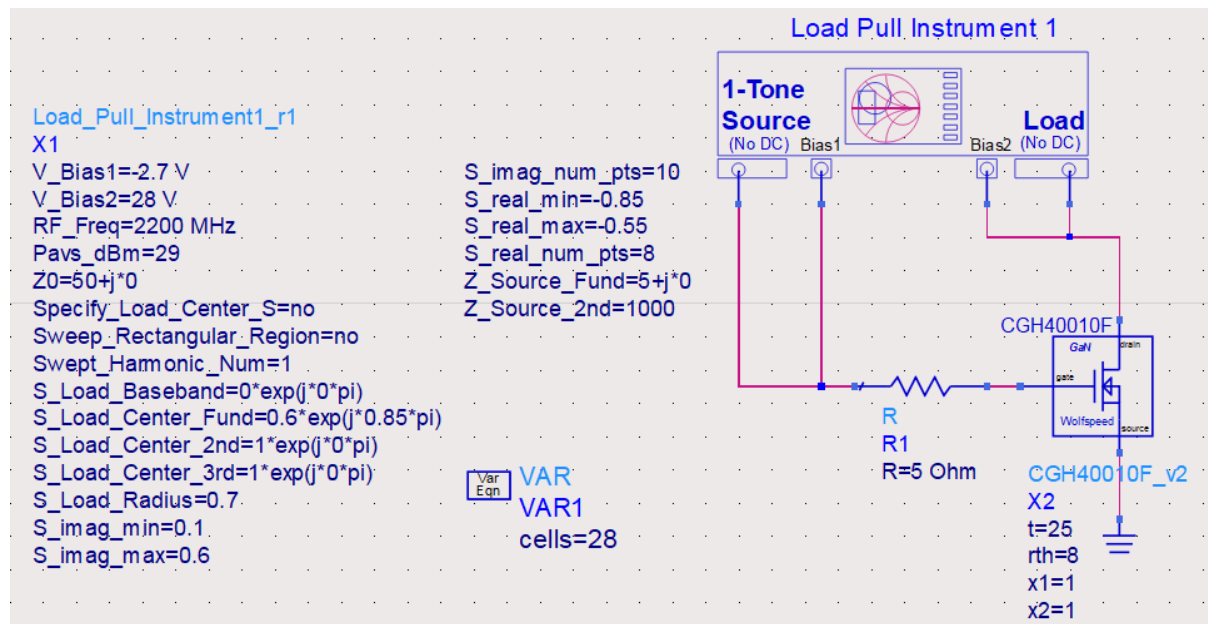 Load Pull Instrument 1
1-Tone
Source
(No DC)
Bias1
Bias2
Load
(No DC)
Load_Pull_Instrument1_r1
X1
V_Bias1=-2.7 V
V_Bias2=28 V
RF_Freq=2200 MHz
Pavs_dBm=29
Z0=50+j*0
Specify_Load_Center_S=no
Sweep_Rectangular_Region=no
Swept_Harmonic_Num=1
S_Load_Baseband=0*exp(j*0*pi)
S_Load_Center_Fund=0.6*exp(j*0.85*pi)
S_Load_Center_2nd=1*exp(j*0*pi)
S_Load_Center_3rd=1*exp(j*0*pi)
S_Load_Radius=0.7
S_imag_min=0.1
S_imag_max=0.6
S_imag_num_pts=10
S_real_min=-0.85
S_real_max=-0.55
S_real_num_pts=8
Z_Source_Fund=5+j*0
Z_Source_2nd=1000
Var
Eqn
VAR
VAR1
cells=28
R
R1
R=5 Ohm
CGH40010F
GaN
drain
gate
Wolfspeed
source
CGH40010F_v2
X2
t=25
rth=8
x1=1
x2=1